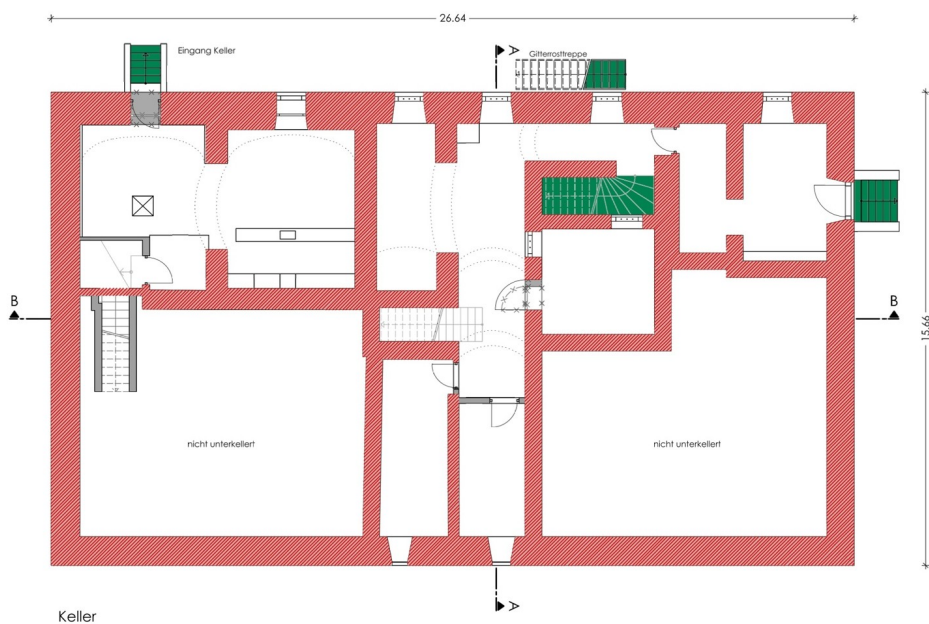 26.64
Eingang Keller
A
Gitterrosttreppe
B
B
15.66
nicht unterkellert
nicht unterkellert
A
Keller